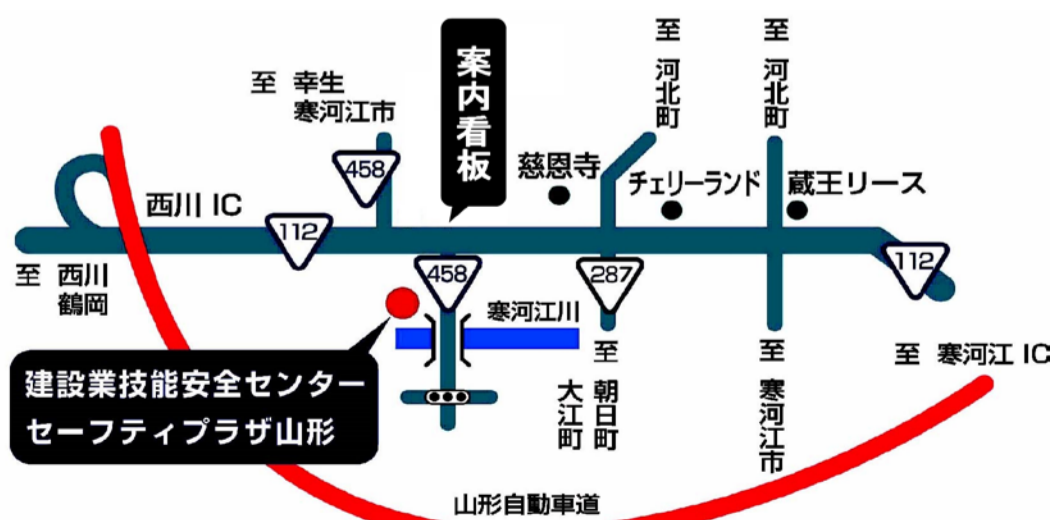 案内看板
至 河北町
至 河北町
至 幸生
寒河江市
458
慈恩寺
チェリーランド
蔵王リース
西川 IC
112
458
287
112
至 西川
鶴岡
寒河江川
建設業技能安全センター
セーフティプラザ山形
至 朝日町
大江町
至 寒河江市
至 寒河江 IC
山形自動車道